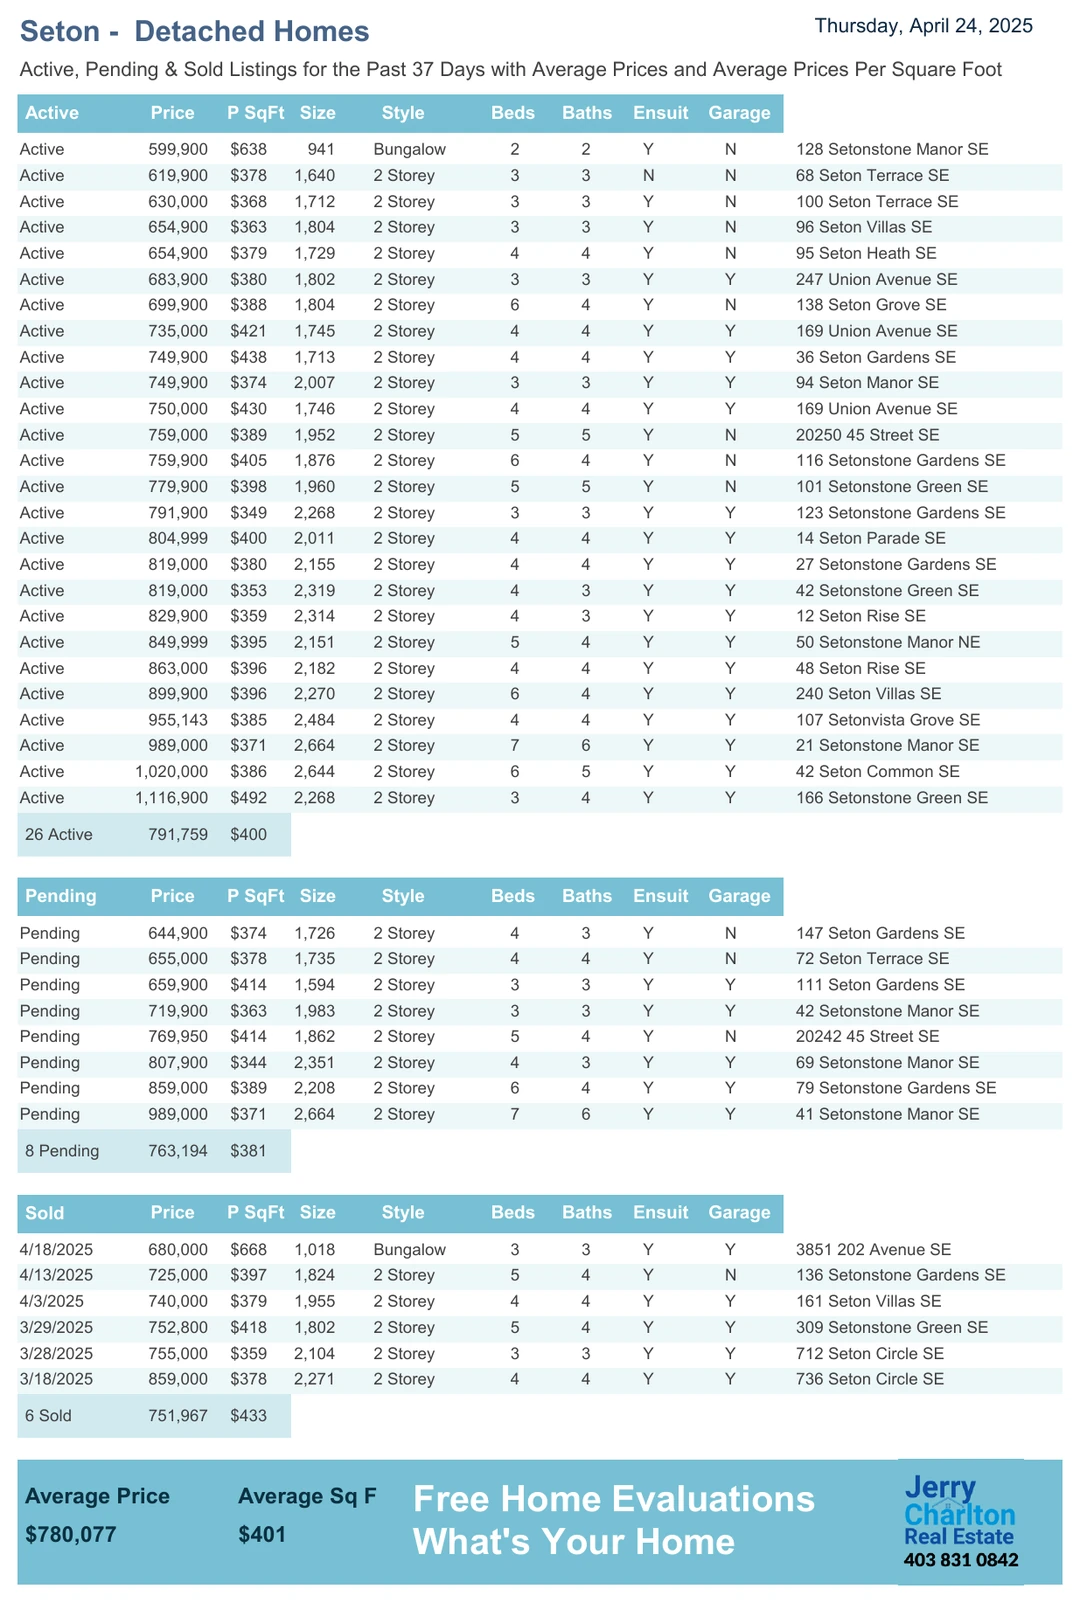 Seton - Detached Homes
Thursday, April 24, 2025
Active, Pending & Sold Listings for the Past 37 Days with Average Prices and Average Prices Per Square Foot
Active Price P SqFt Size Style Beds Baths Ensuit Garage
Active 599,900 $638 941 Bungalow 2 2 Y N 128 Setonstone Manor SE
Active 619,900 $378 1,640 2 Storey 3 3 N N 68 Seton Terrace SE
Active 630,000 $368 1,712 2 Storey 3 3 Y N 100 Seton Terrace SE
Active 654,900 $363 1,804 2 Storey 3 3 Y N 96 Seton Villas SE
Active 654,900 $379 1,729 2 Storey 4 4 Y N 95 Seton Heath SE
Active 683,900 $380 1,802 2 Storey 3 3 Y Y 247 Union Avenue SE
Active 699,900 $388 1,804 2 Storey 6 4 Y N 138 Seton Grove SE
Active 735,000 $421 1,745 2 Storey 4 4 Y Y 169 Union Avenue SE
Active 749,900 $438 1,713 2 Storey 4 4 Y Y 36 Seton Gardens SE
Active 749,900 $374 2,007 2 Storey 3 3 Y Y 94 Seton Manor SE
Active 750,000 $430 1,746 2 Storey 4 4 Y Y 169 Union Avenue SE
Active 759,000 $389 1,952 2 Storey 5 5 Y N 20250 45 Street SE
Active 759,900 $405 1,876 2 Storey 6 4 Y N 116 Setonstone Gardens SE
Active 779,900 $398 1,960 2 Storey 5 5 Y N 101 Setonstone Green SE
Active 791,900 $349 2,268 2 Storey 3 3 Y Y 123 Setonstone Gardens SE
Active 804,999 $400 2,011 2 Storey 4 4 Y Y 14 Seton Parade SE
Active 819,000 $380 2,155 2 Storey 4 4 Y Y 27 Setonstone Gardens SE
Active 819,000 $353 2,319 2 Storey 4 3 Y Y 42 Setonstone Green SE
Active 829,900 $359 2,314 2 Storey 4 3 Y Y 12 Seton Rise SE
Active 849,999 $395 2,151 2 Storey 5 4 Y Y 50 Setonstone Manor NE
Active 863,000 $396 2,182 2 Storey 4 4 Y Y 48 Seton Rise SE
Active 899,900 $396 2,270 2 Storey 6 4 Y Y 240 Seton Villas SE
Active 955,143 $385 2,484 2 Storey 4 4 Y Y 107 Setonvista Grove SE
Active 989,000 $371 2,664 2 Storey 7 6 Y Y 21 Setonstone Manor SE
Active 1,020,000 $386 2,644 2 Storey 6 5 Y Y 42 Seton Common SE
Active 1,116,900 $492 2,268 2 Storey 3 4 Y Y 166 Setonstone Green SE
26 Active 791,759 $400
Pending Price P SqFt Size Style Beds Baths Ensuit Garage
Pending 644,900 $374 1,726 2 Storey 4 3 Y N 147 Seton Gardens SE
Pending 655,000 $378 1,735 2 Storey 4 4 Y N 72 Seton Terrace SE
Pending 659,900 $414 1,594 2 Storey 3 3 Y Y 111 Seton Gardens SE
Pending 719,900 $363 1,983 2 Storey 3 3 Y Y 42 Setonstone Manor SE
Pending 769,950 $414 1,862 2 Storey 5 4 Y N 20242 45 Street SE
Pending 807,900 $344 2,351 2 Storey 4 3 Y Y 69 Setonstone Manor SE
Pending 859,000 $389 2,208 2 Storey 6 4 Y Y 79 Setonstone Gardens SE
Pending 989,000 $371 2,664 2 Storey 7 6 Y Y 41 Setonstone Manor SE
8 Pending 763,194 $381
Sold Price P SqFt Size Style Beds Baths Ensuit Garage
4/18/2025 680,000 $668 1,018 Bungalow 3 3 Y Y 3851 202 Avenue SE
4/13/2025 725,000 $397 1,824 2 Storey 5 4 Y N 136 Setonstone Gardens SE
4/3/2025 740,000 $379 1,955 2 Storey 4 4 Y Y 161 Seton Villas SE
3/29/2025 752,800 $418 1,802 2 Storey 5 4 Y Y 309 Setonstone Green SE
3/28/2025 755,000 $359 2,104 2 Storey 3 3 Y Y 712 Seton Circle SE
3/18/2025 859,000 $378 2,271 2 Storey 4 4 Y Y 736 Seton Circle SE
6 Sold 751,967 $433
Average Price Average Sq F
$780,077 $401
Free Home Evaluations
What's Your Home
Jerry
Charlton
Real Estate
403 831 0842